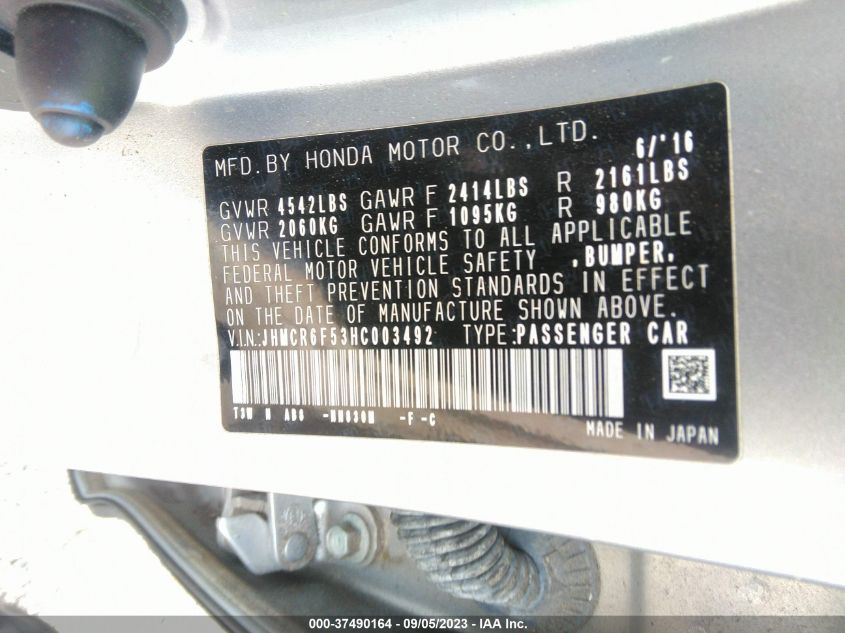 MFD. BY HONDA MOTOR CO., LTD. 6/'16
GVWR 4542LBS GAWR F 2414LBS R 2161LBS
GVWR 2060KG GAWR F 1095KG R 980KG
THIS VEHICLE CONFORMS TO ALL APPLICABLE
FEDERAL MOTOR VEHICLE SAFETY ,BUMPER,
AND THEFT PREVENTION STANDARDS IN EFFECT
ON THE DATE OF MANUFACTURE SHOWN ABOVE.
V.I.N.:JHMCR6F53HC003492 TYPE:PASSENGER CAR
-F -C
MADE IN JAPAN
000-37490164 - 09/05/2023 - IAA Inc.